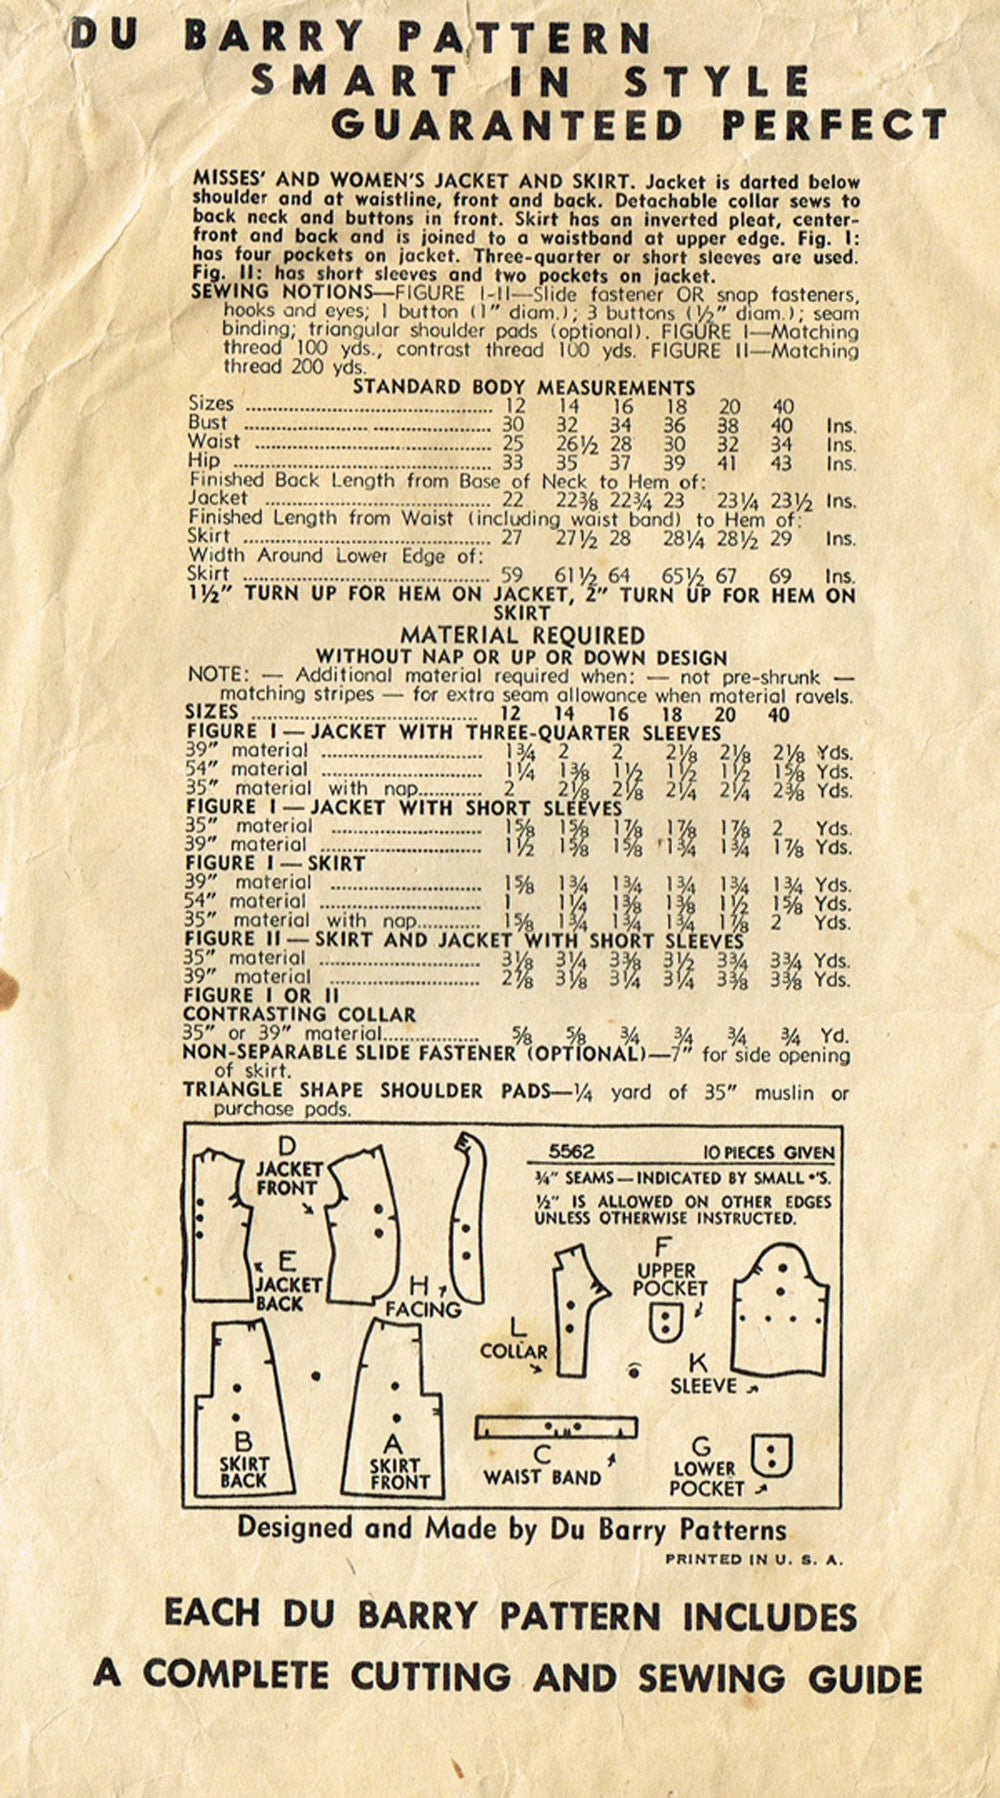 DU BARRY PATTERN
SMART IN STYLE
GUARANTEED PERFECT
MISSES' AND WOMEN'S JACKET AND SKIRT. Jacket is darted below
shoulder and at waistline, front and back. Detachable collar sews to
back neck and buttons in front. Skirt has an inverted pleat, center-
front and back and is joined to a waistband at upper edge. Fig. I:
has four pockets on jacket. Three-quarter or short sleeves are used.
Fig. II: has short sleeves and two pockets on jacket.
SEWING NOTIONS—FIGURE I-II—Slide fastener OR snap fasteners,
hooks and eyes; 1 button (1" diam.); 3 buttons (½" diam.); seam
binding; triangular shoulder pads (optional). FIGURE I—Matching
thread 100 yds., contrast thread 100 yds. FIGURE II—Matching
thread 200 yds.
STANDARD BODY MEASUREMENTS
Sizes ........ 12 14 16 18 20 40
Bust ........ 30 32 34 36 38 40 Ins.
Waist ........ 25 26½ 28 30 32 34 Ins.
Hip ........ 33 35 37 39 41 43 Ins.
Finished Back Length from Base of Neck to Hem of:
Jacket ........ 22 22⅜ 22¾ 23 23¼ 23½ Ins.
Finished Length from Waist (including waist band) to Hem of:
Skirt ........ 27 27½ 28 28¼ 28½ 29 Ins.
Width Around Lower Edge of:
Skirt ........ 59 61½ 64 65½ 67 69 Ins.
1½" TURN UP FOR HEM ON JACKET, 2" TURN UP FOR HEM ON
SKIRT
MATERIAL REQUIRED
WITHOUT NAP OR UP OR DOWN DESIGN
NOTE: — Additional material required when: — not pre-shrunk —
matching stripes — for extra seam allowance when material ravels.
SIZES ........ 12 14 16 18 20 40
FIGURE I — JACKET WITH THREE-QUARTER SLEEVES
39" material ........ 1¾ 2 2 2⅛ 2⅛ 2⅛ Yds.
54" material ........ 1¼ 1⅜ 1½ 1½ 1½ 1⅝ Yds.
35" material with nap ........ 2 2⅛ 2⅛ 2¼ 2¼ 2⅜ Yds.
FIGURE I — JACKET WITH SHORT SLEEVES
35" material ........ 1⅝ 1⅝ 1⅞ 1⅞ 1⅞ 2 Yds.
39" material ........ 1½ 1⅝ 1⅝ 1¾ 1¾ 1⅞ Yds.
FIGURE I — SKIRT
39" material ........ 1⅝ 1¾ 1¾ 1¾ 1¾ 1¾ Yds.
54" material ........ 1 1¼ 1⅜ 1⅜ 1½ 1⅝ Yds.
35" material with nap ........ 1⅝ 1¾ 1¾ 1¾ 1⅞ 2 Yds.
FIGURE II — SKIRT AND JACKET WITH SHORT SLEEVES
35" material ........ 3⅛ 3¼ 3⅜ 3½ 3¾ 3¾ Yds.
39" material ........ 2⅞ 3⅛ 3¼ 3¼ 3⅜ 3⅜ Yds.
FIGURE I OR II
CONTRASTING COLLAR
35" or 39" material ........ ⅝ ⅝ ¾ ¾ ¾ ¾ Yd.
NON-SEPARABLE SLIDE FASTENER (OPTIONAL)—7" for side opening
of skirt.
TRIANGLE SHAPE SHOULDER PADS—¼ yard of 35" muslin or
purchase pads.
5562 10 PIECES GIVEN
¾" SEAMS — INDICATED BY SMALL •'S.
½" IS ALLOWED ON OTHER EDGES
UNLESS OTHERWISE INSTRUCTED.
D
JACKET
FRONT
E
JACKET
BACK
H
FACING
L
COLLAR
F
UPPER
POCKET
K
SLEEVE
B
SKIRT
BACK
A
SKIRT
FRONT
C
WAIST BAND
G
LOWER
POCKET
Designed and Made by Du Barry Patterns
PRINTED IN U. S. A.
EACH DU BARRY PATTERN INCLUDES
A COMPLETE CUTTING AND SEWING GUIDE